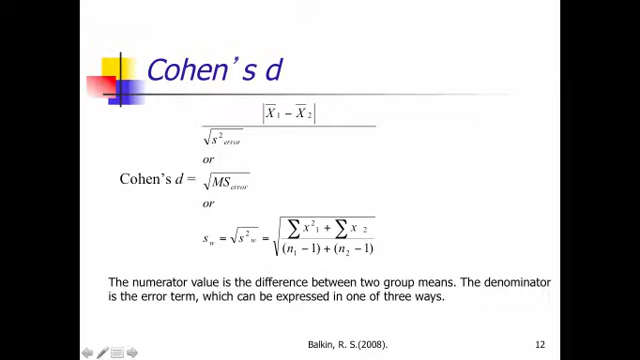 Cohen's d
|X̅₁ − X̅₂|
√s²error
or
Cohen's d = √MSerror
or
s_w = √s²_w = √((∑x²₁ + ∑x₂) / ((n₁ − 1) + (n₂ − 1)))
The numerator value is the difference between two group means. The denominator
is the error term, which can be expressed in one of three ways.
Balkin, R. S.(2008). 12